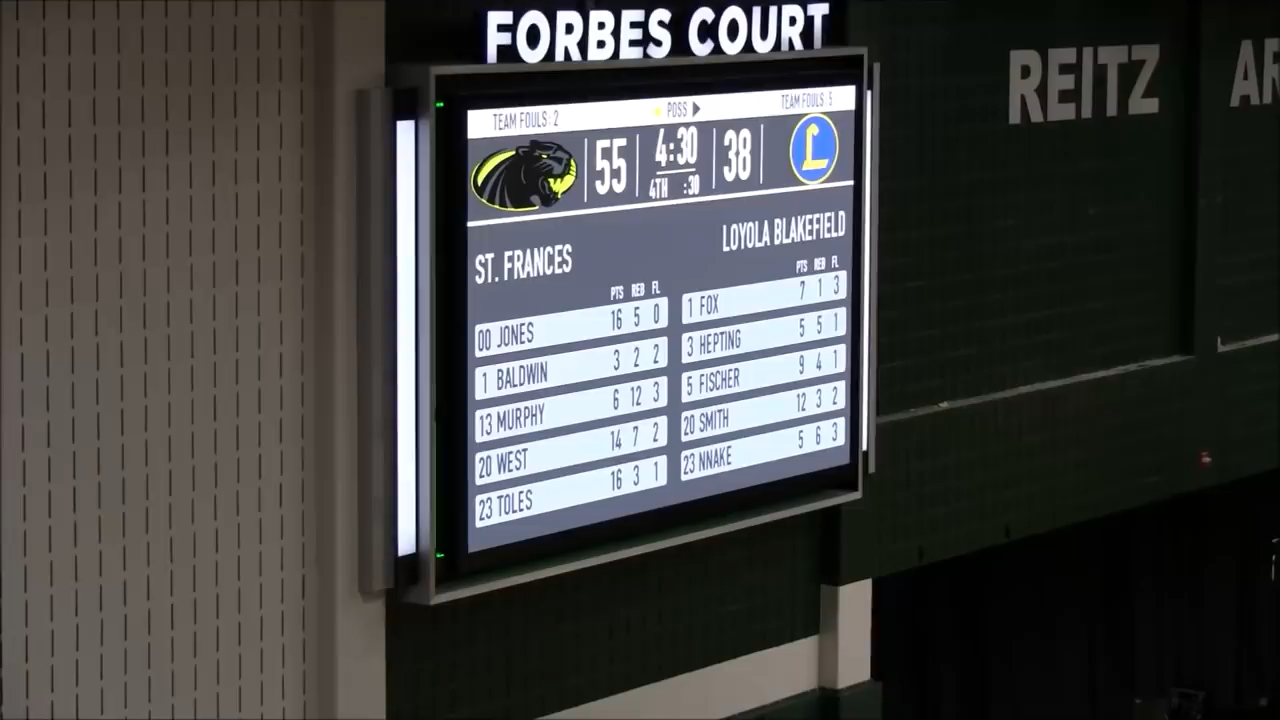 FORBES COURT
REITZ
AR
TEAM FOULS: 2
POSS
TEAM FOULS: 5
55
4:30
38
L
4TH :30
ST. FRANCES
LOYOLA BLAKEFIELD
PTS REB FL
00 JONES 16 5 0
1 BALDWIN 3 2 2
13 MURPHY 6 12 3
20 WEST 14 7 2
23 TOLES 16 3 1
PTS REB FL
1 FOX 7 1 3
3 HEPTING 5 5 1
5 FISCHER 9 4 1
20 SMITH 12 3 2
23 NNAKE 5 6 3